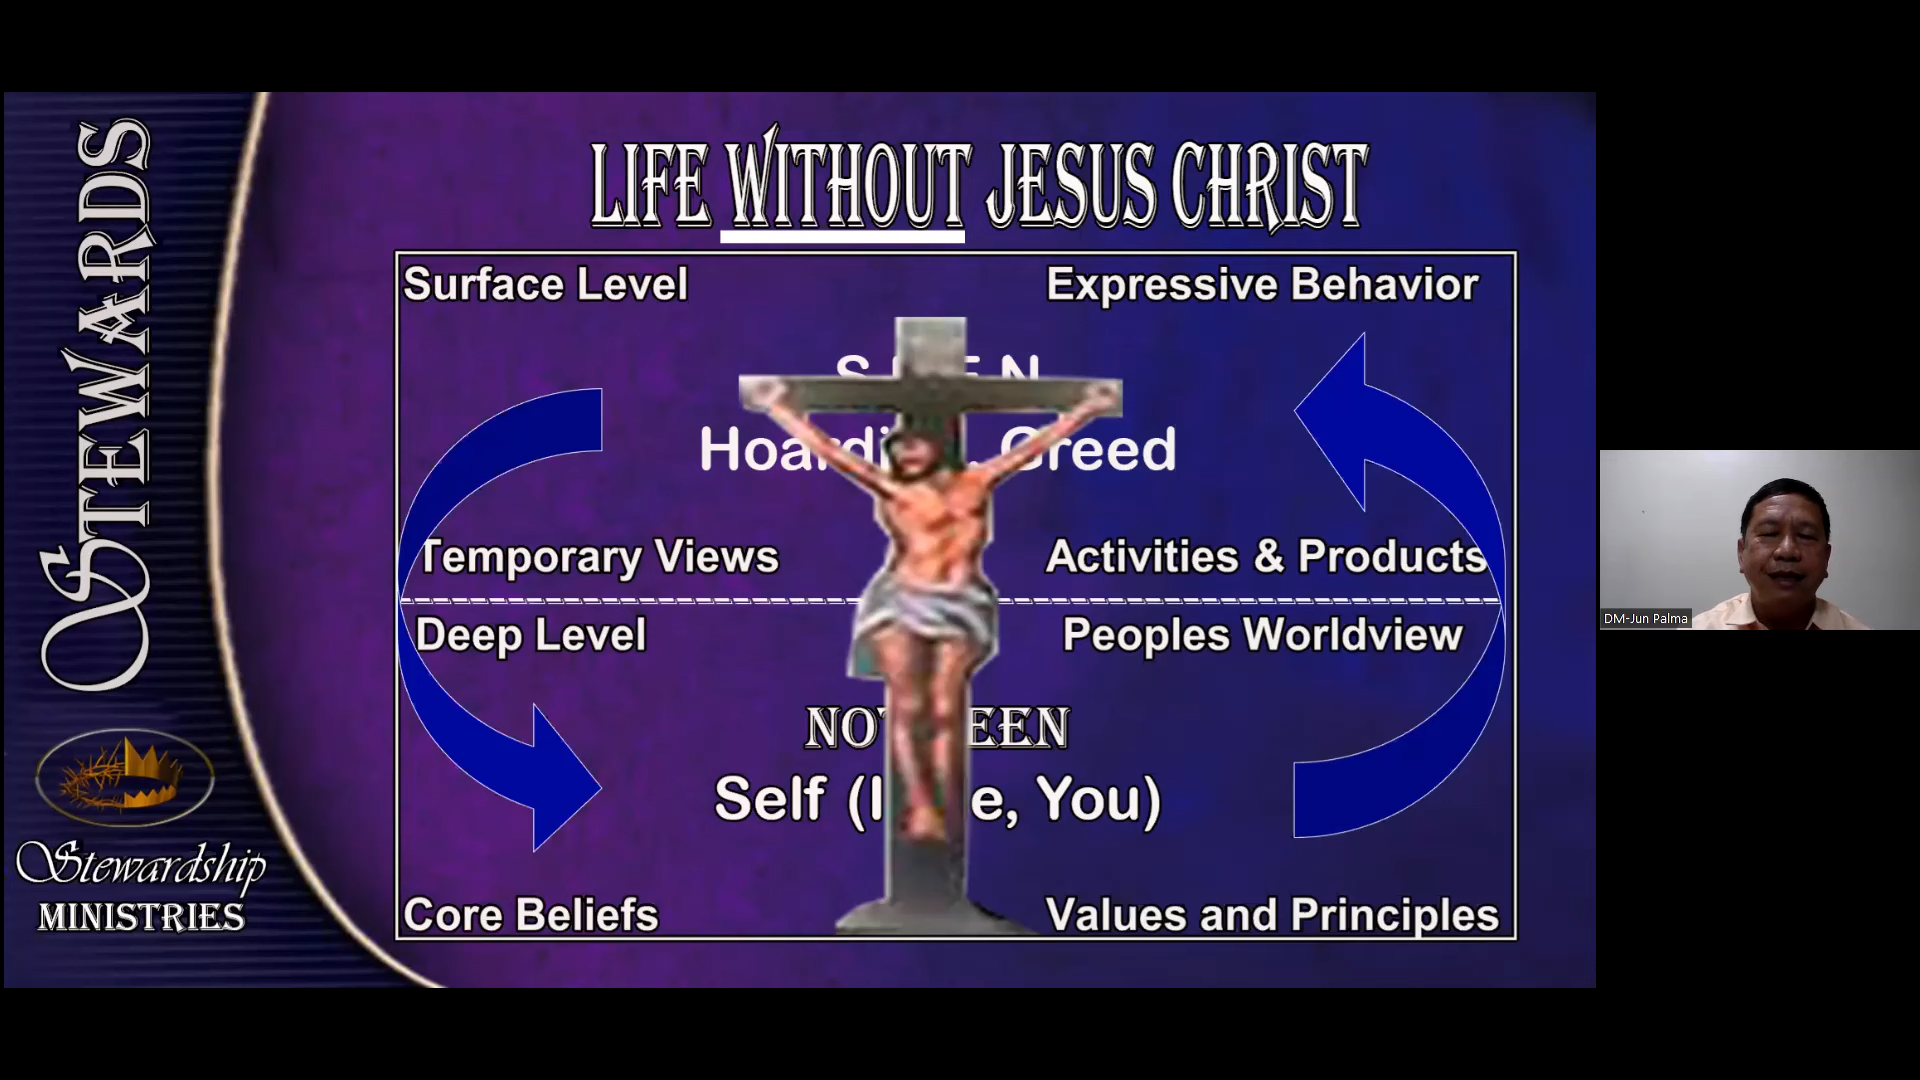 STEWARDS
Stewardship
MINISTRIES
LIFE WITHOUT JESUS CHRIST
Surface Level
Expressive Behavior
Greed
Temporary Views
Activities & Products
Deep Level
Peoples Worldview
Self
You)
Core Beliefs
Values and Principles
DM-Jun Palma